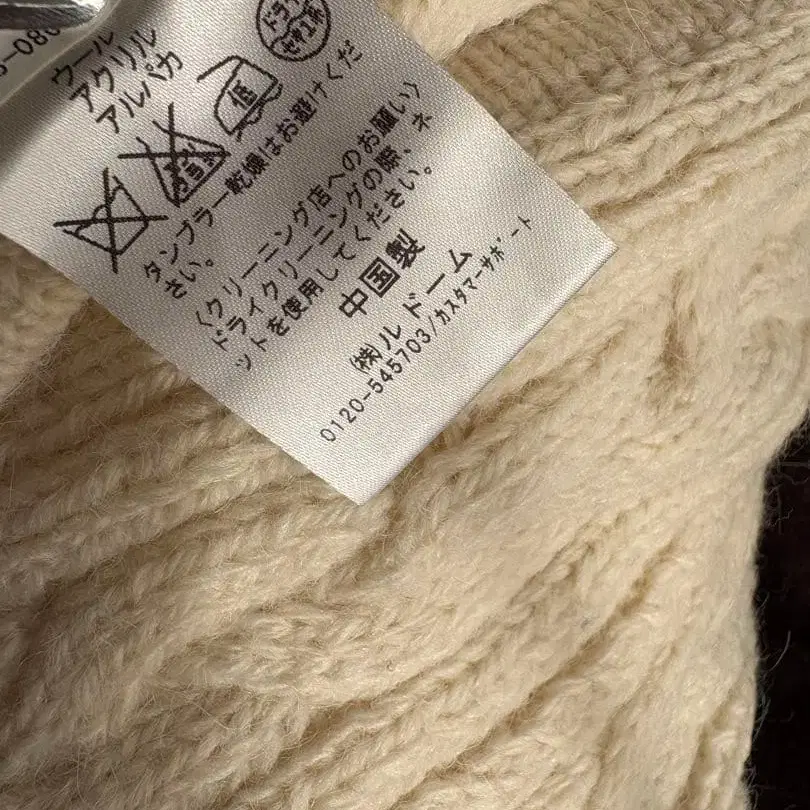 ウール
アクリル
アルパカ
低
ドライ
セキユ系
タンブラー乾燥はお避けくだ
さい。
〈クリーニング店へのお願い〉
ドライクリーニングの際、ネ
ットを使用してください。
中国製
㈱ル ドーム
0120-545703/カスタマーサポート